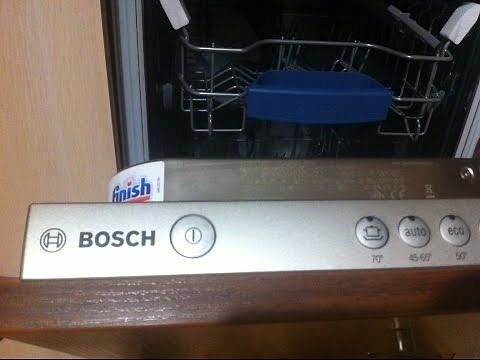 finish
BOSCH
auto
eco
70°
45-65°
50°